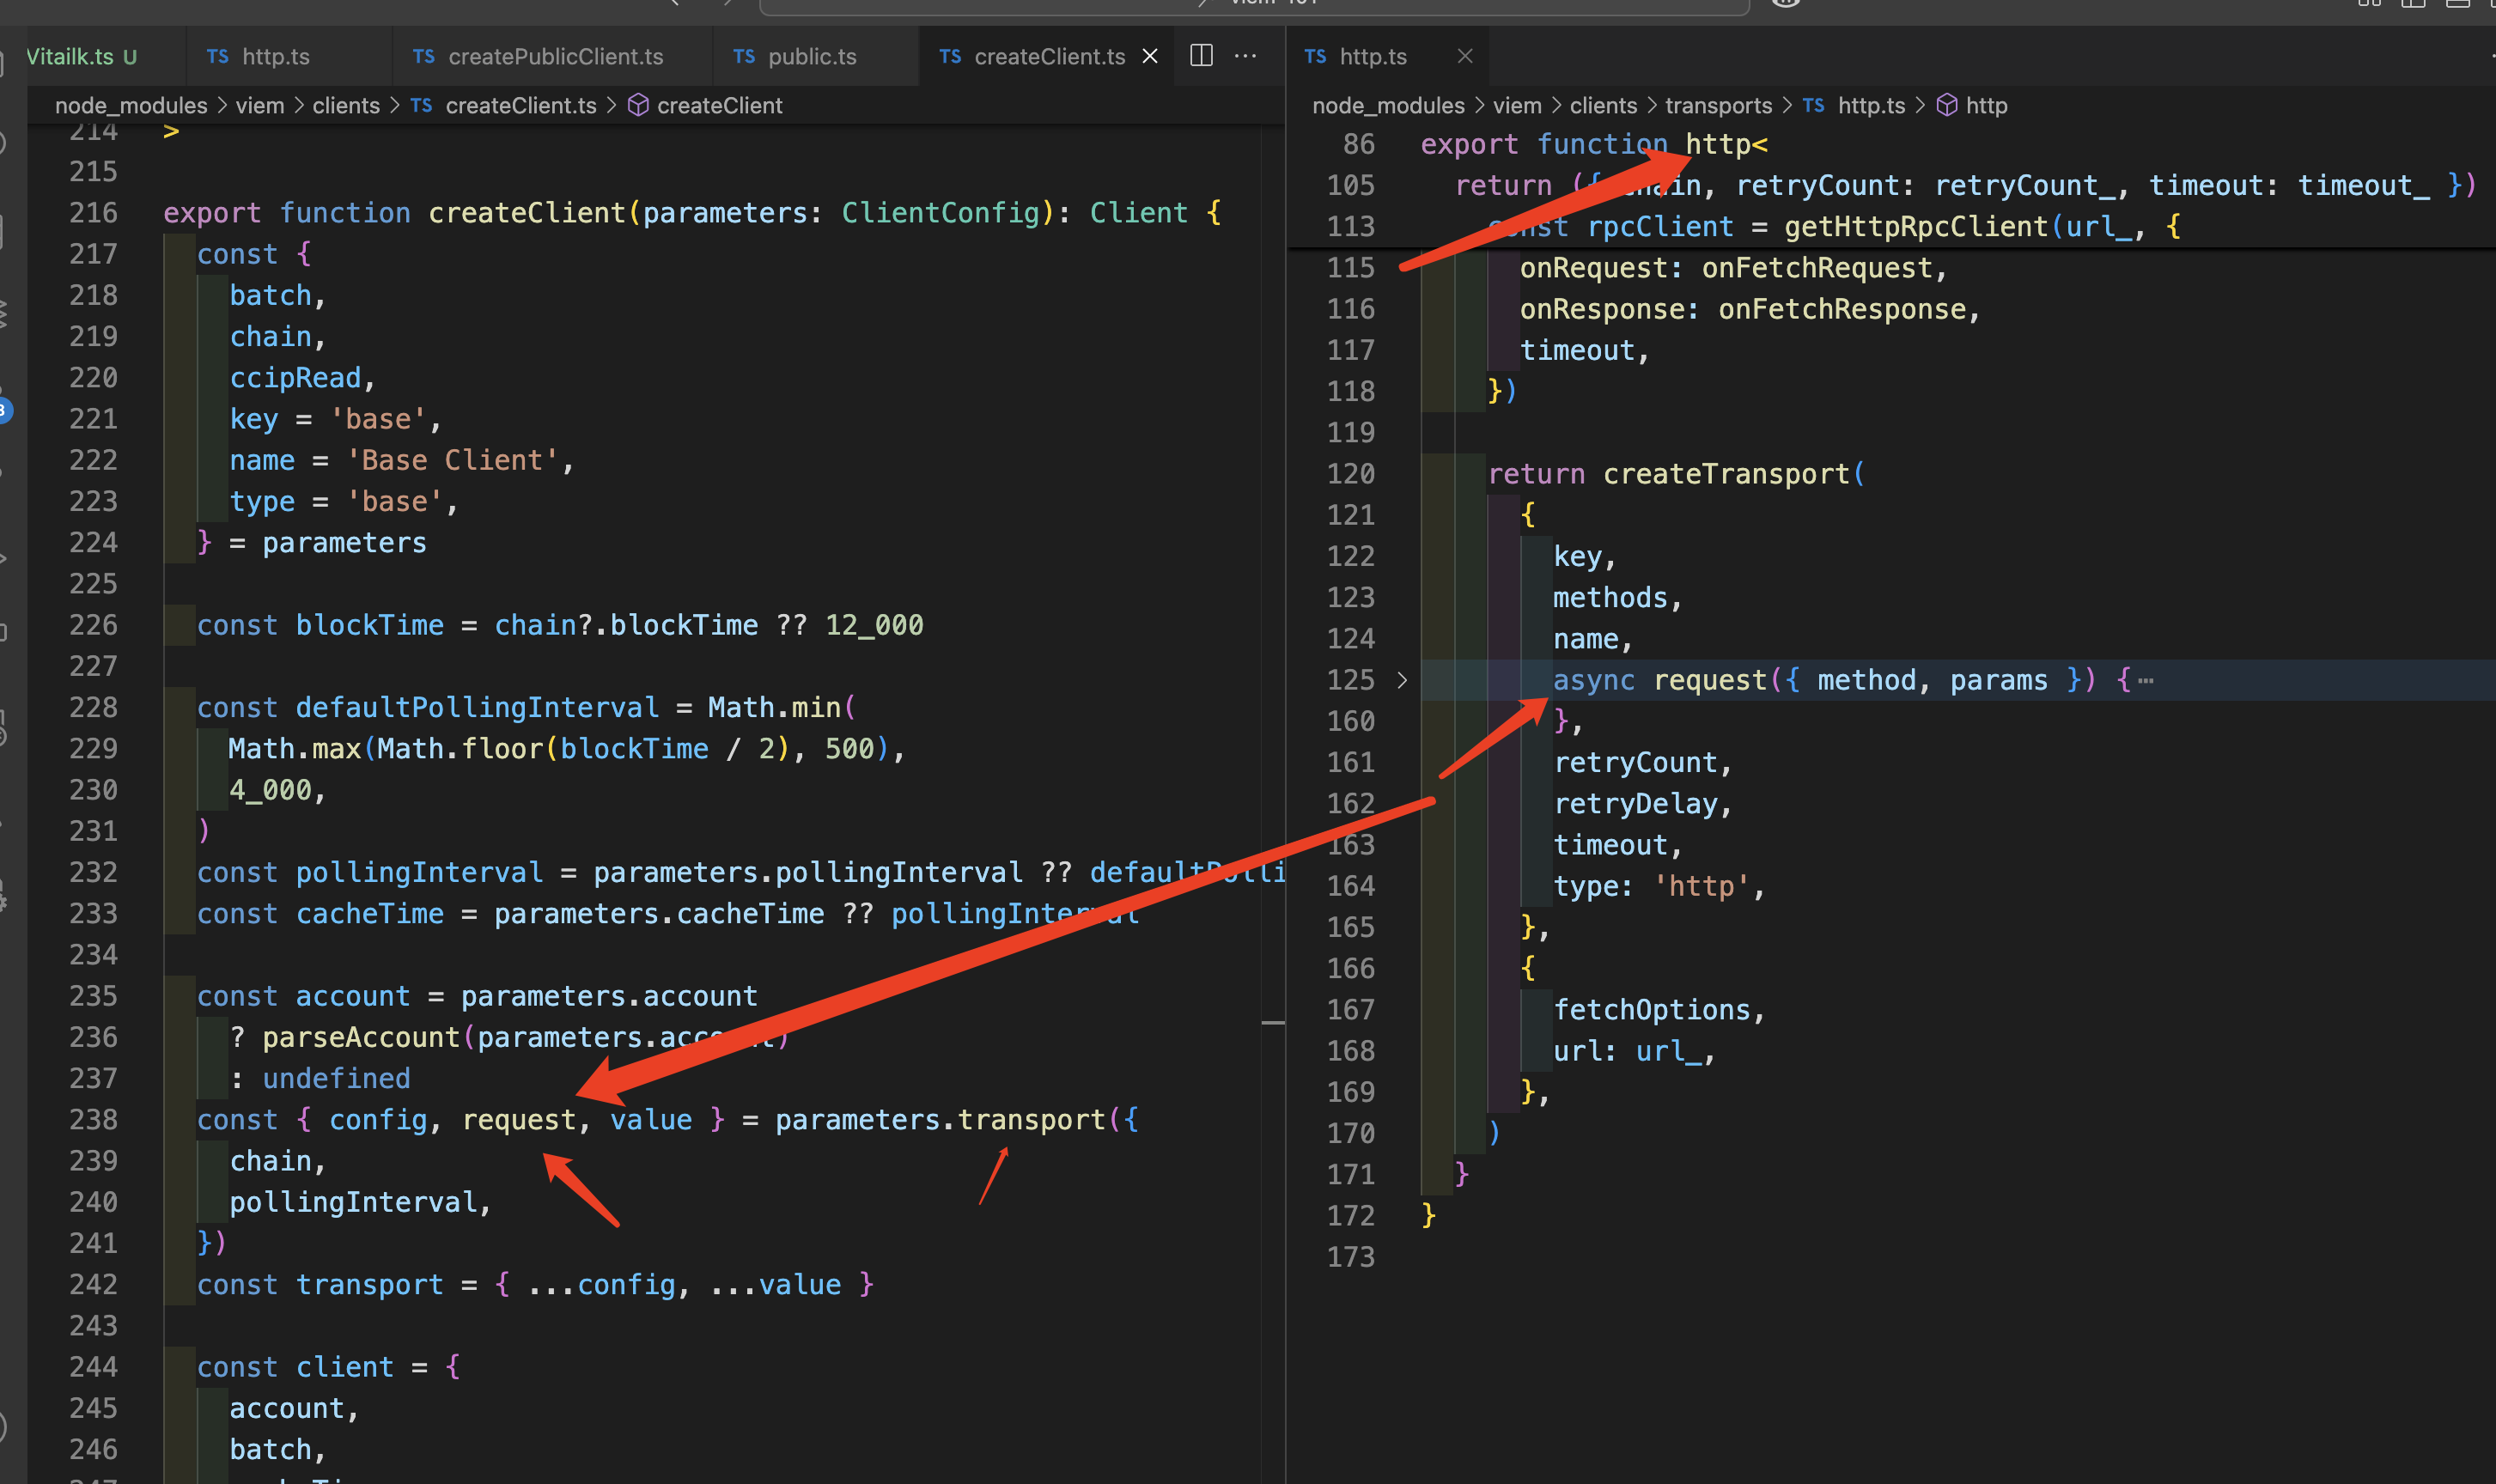 viem-101
Vitailk.ts U
TS http.ts
TS createPublicClient.ts
TS public.ts
TS createClient.ts
node_modules > viem > clients > TS createClient.ts > createClient
214 >
215
216 export function createClient(parameters: ClientConfig): Client {
217 const {
218 batch,
219 chain,
220 ccipRead,
221 key = 'base',
222 name = 'Base Client',
223 type = 'base',
224 } = parameters
225
226 const blockTime = chain?.blockTime ?? 12_000
227
228 const defaultPollingInterval = Math.min(
229 Math.max(Math.floor(blockTime / 2), 500),
230 4_000,
231 )
232 const pollingInterval = parameters.pollingInterval ?? defaultPolli
233 const cacheTime = parameters.cacheTime ?? pollingInterval
234
235 const account = parameters.account
236 ? parseAccount(parameters.account)
237 : undefined
238 const { config, request, value } = parameters.transport({
239 chain,
240 pollingInterval,
241 })
242 const transport = { ...config, ...value }
243
244 const client = {
245 account,
246 batch,
TS http.ts
node_modules > viem > clients > transports > TS http.ts > http
86 export function http<
105 return ({ chain, retryCount: retryCount_, timeout: timeout_ })
113 const rpcClient = getHttpRpcClient(url_, {
115 onRequest: onFetchRequest,
116 onResponse: onFetchResponse,
117 timeout,
118 })
119
120 return createTransport(
121 {
122 key,
123 methods,
124 name,
125 async request({ method, params }) {⋯
160 },
161 retryCount,
162 retryDelay,
163 timeout,
164 type: 'http',
165 },
166 {
167 fetchOptions,
168 url: url_,
169 },
170 )
171 }
172 }
173